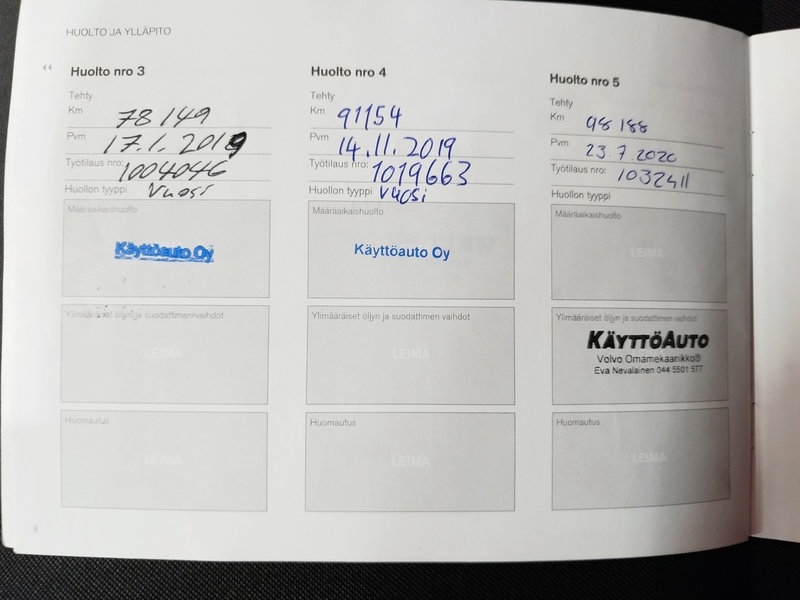 HUOLTO JA YLLÄPITO
Huolto nro 3
Tehty
Km 78 149
Pvm 17.1.2019
Työtilaus nro: 1004046
Huollon tyyppi Vuosi
Määräaikaishuolto
Käyttöauto Oy
Ylimääräiset öljyn ja suodattimen vaihdot
LEIMA
Huomautus
LEIMA
Huolto nro 4
Tehty
Km 91154
Pvm 14.11.2019
Työtilaus nro: 1019663
Huollon tyyppi vuosi
Määräaikaishuolto
Käyttöauto Oy
Ylimääräiset öljyn ja suodattimen vaihdot
LEIMA
Huomautus
LEIMA
Huolto nro 5
Tehty
Km 98 188
Pvm 23.7.2020
Työtilaus nro: 1032411
Huollon tyyppi
Määräaikaishuolto
LEIMA
Ylimääräiset öljyn ja suodattimen vaihdot
KÄYTTÖAUTO
Volvo Omamekaanikko®
Eva Nevalainen 044 5501 577
Huomautus
LEIMA
8